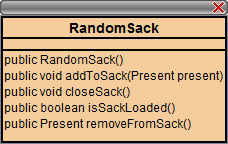 RandomSack
public RandomSack()
public void addToSack(Present present)
public void closeSack()
public boolean isSackLoaded()
public Present removeFromSack()